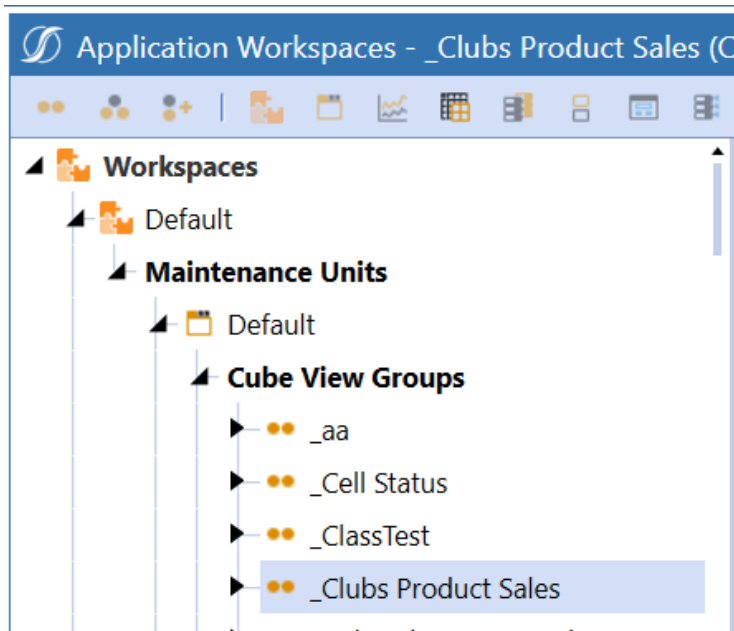 Application Workspaces - _Clubs Product Sales (C
Workspaces
Default
Maintenance Units
Default
Cube View Groups
_aa
_Cell Status
_ClassTest
_Clubs Product Sales